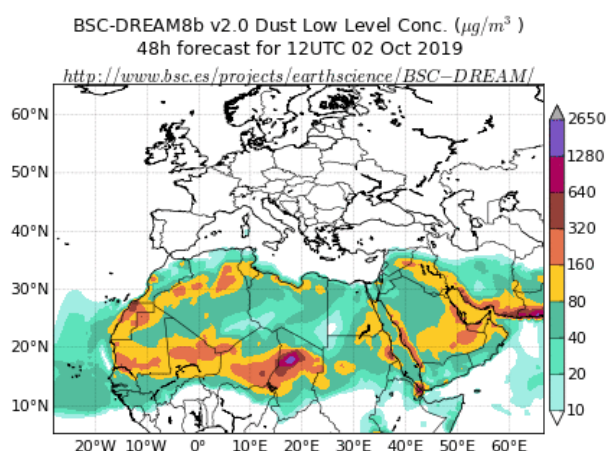 BSC-DREAM8b v2.0 Dust Low Level Conc. (μg/m³ )
48h forecast for 12UTC 02 Oct 2019
http://www.bsc.es/projects/earthscience/BSC−DREAM/
60°N
50°N
40°N
30°N
20°N
10°N
20°W 10°W 0° 10°E 20°E 30°E 40°E 50°E 60°E
2650
1280
640
320
160
80
40
20
10